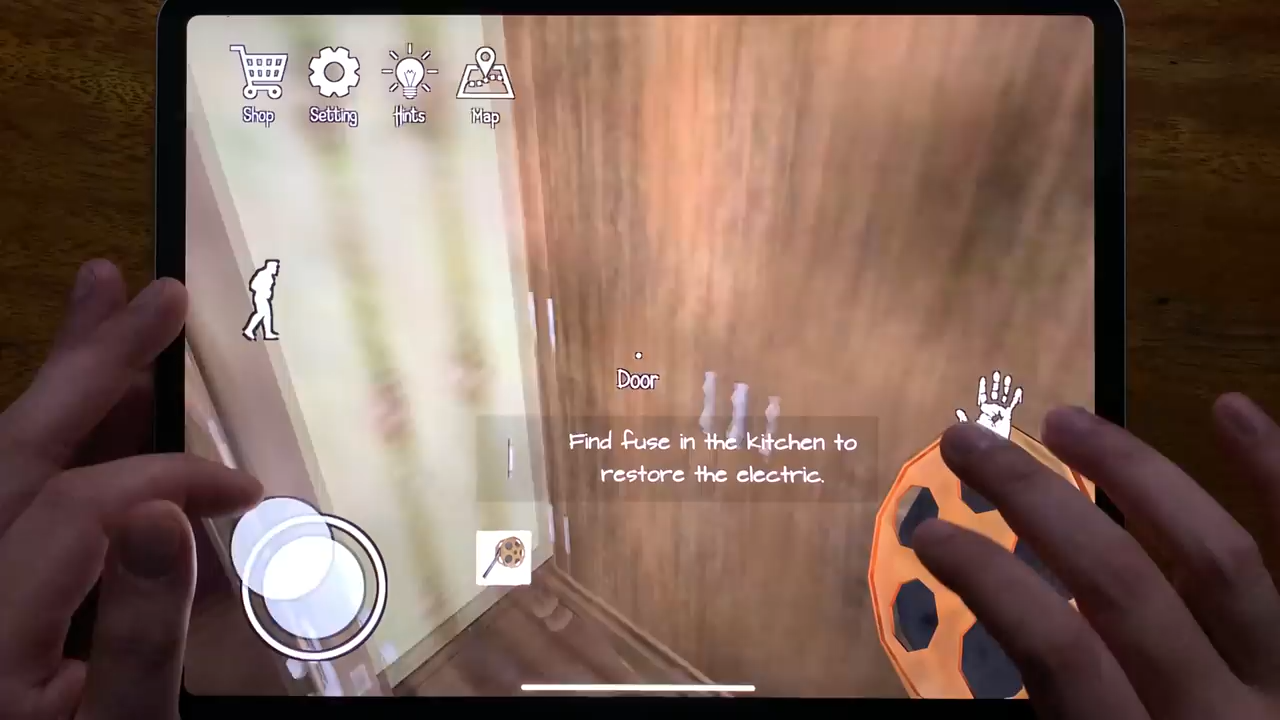 Shop
Setting
Hints
Map
Door
Find fuse in the kitchen to
restore the electric.